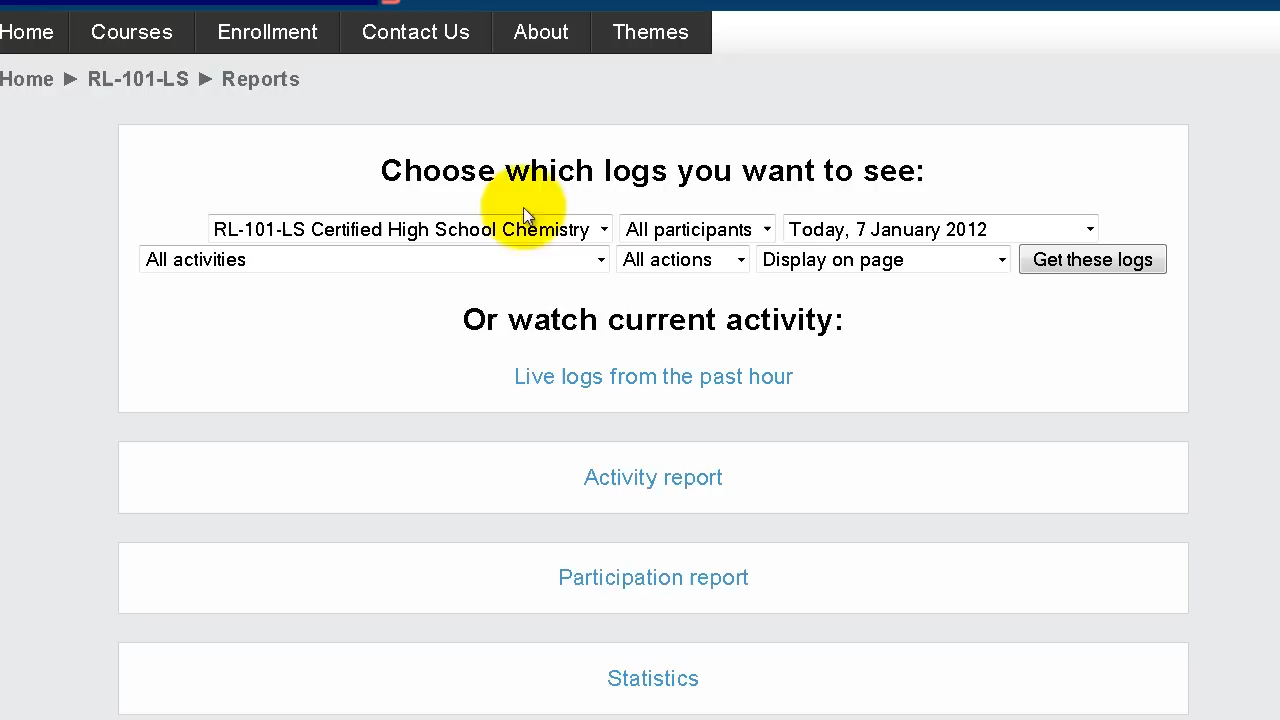 Home Courses Enrollment Contact Us About Themes
Home ► RL-101-LS ► Reports
Choose which logs you want to see:
RL-101-LS Certified High School Chemistry All participants Today, 7 January 2012
All activities All actions Display on page Get these logs
Or watch current activity:
Live logs from the past hour
Activity report
Participation report
Statistics